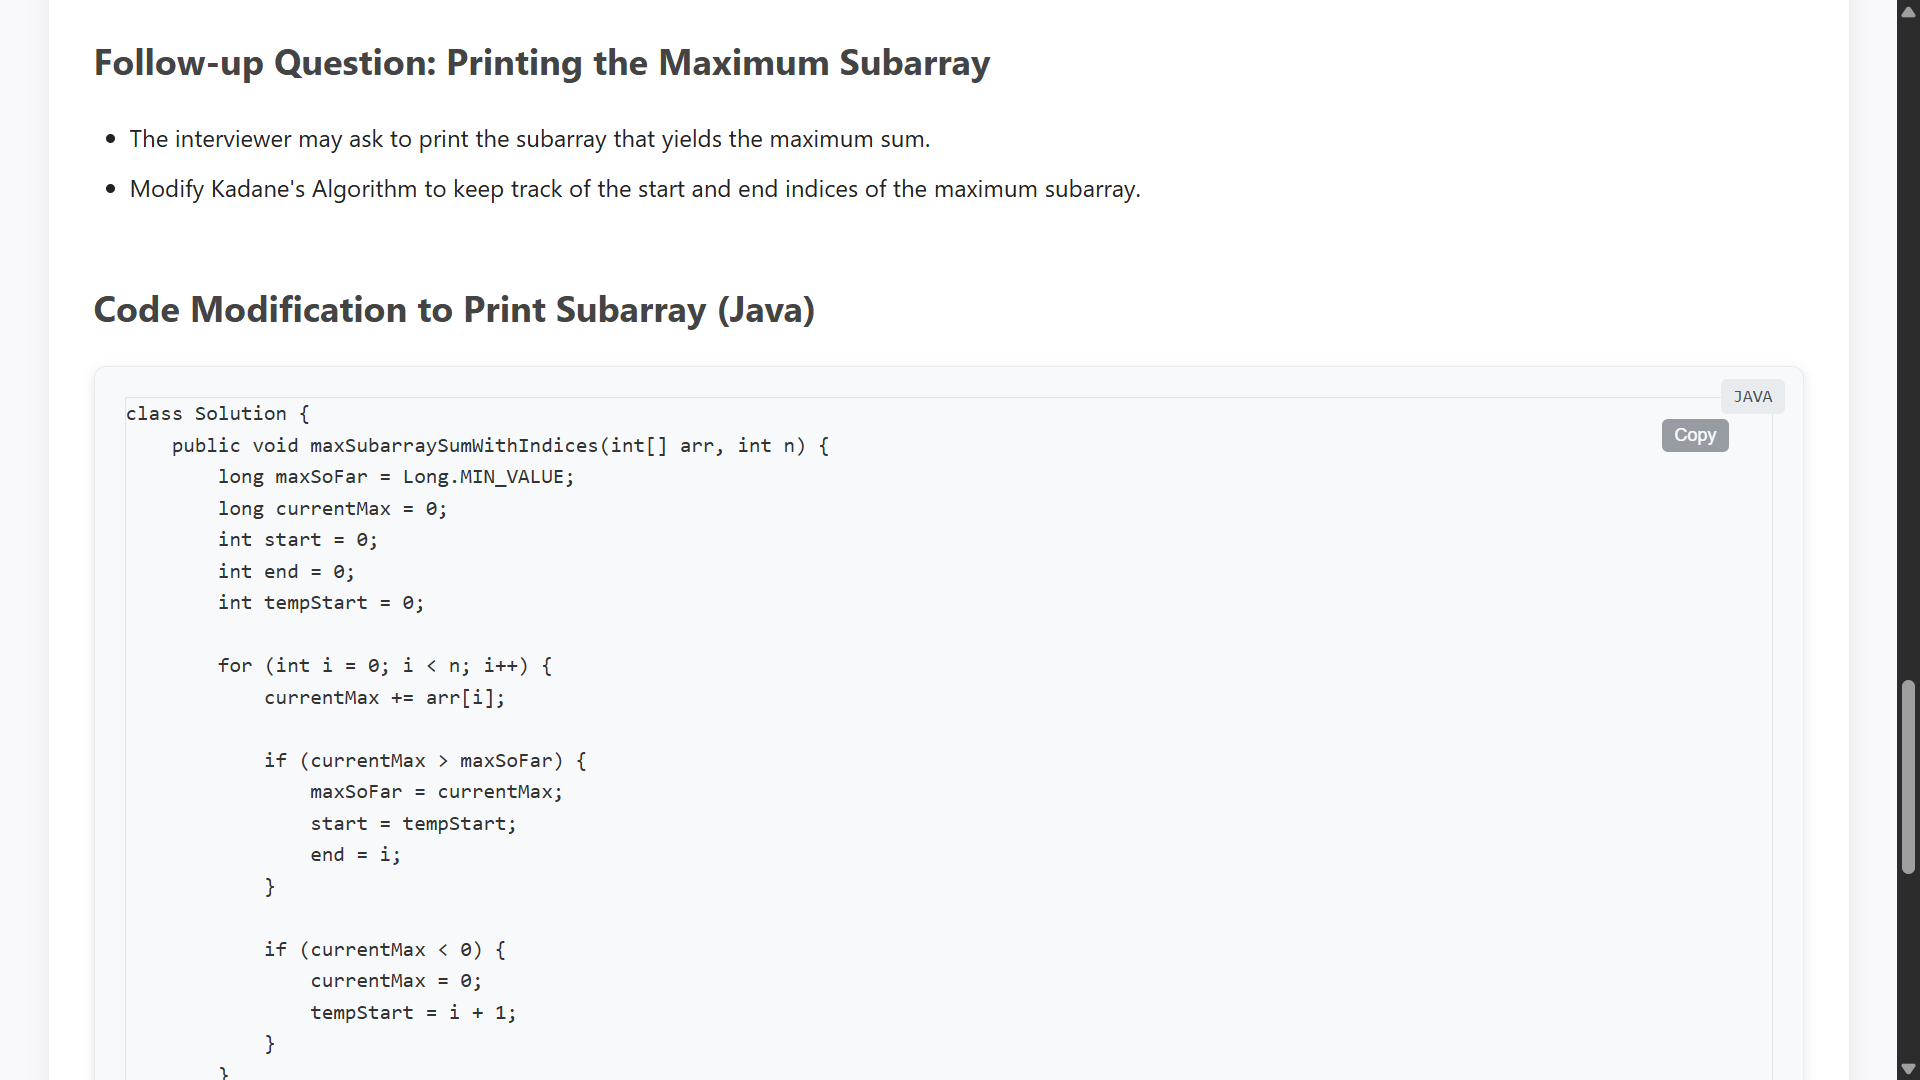 Follow-up Question: Printing the Maximum Subarray
The interviewer may ask to print the subarray that yields the maximum sum.
Modify Kadane's Algorithm to keep track of the start and end indices of the maximum subarray.
Code Modification to Print Subarray (Java)
JAVA
Copy
class Solution {
    public void maxSubarraySumWithIndices(int[] arr, int n) {
        long maxSoFar = Long.MIN_VALUE;
        long currentMax = 0;
        int start = 0;
        int end = 0;
        int tempStart = 0;

        for (int i = 0; i < n; i++) {
            currentMax += arr[i];

            if (currentMax > maxSoFar) {
                maxSoFar = currentMax;
                start = tempStart;
                end = i;
            }

            if (currentMax < 0) {
                currentMax = 0;
                tempStart = i + 1;
            }
        }